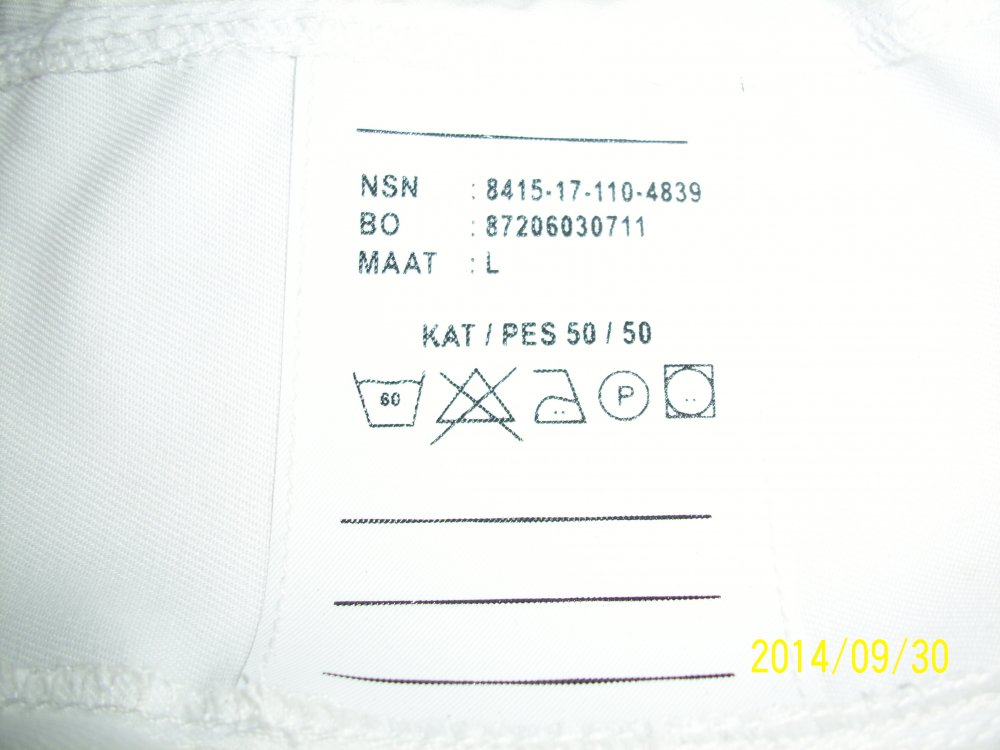 NSN : 8415-17-110-4839
BO : 87206030711
MAAT : L
KAT / PES 50 / 50
60
P
2014/09/30